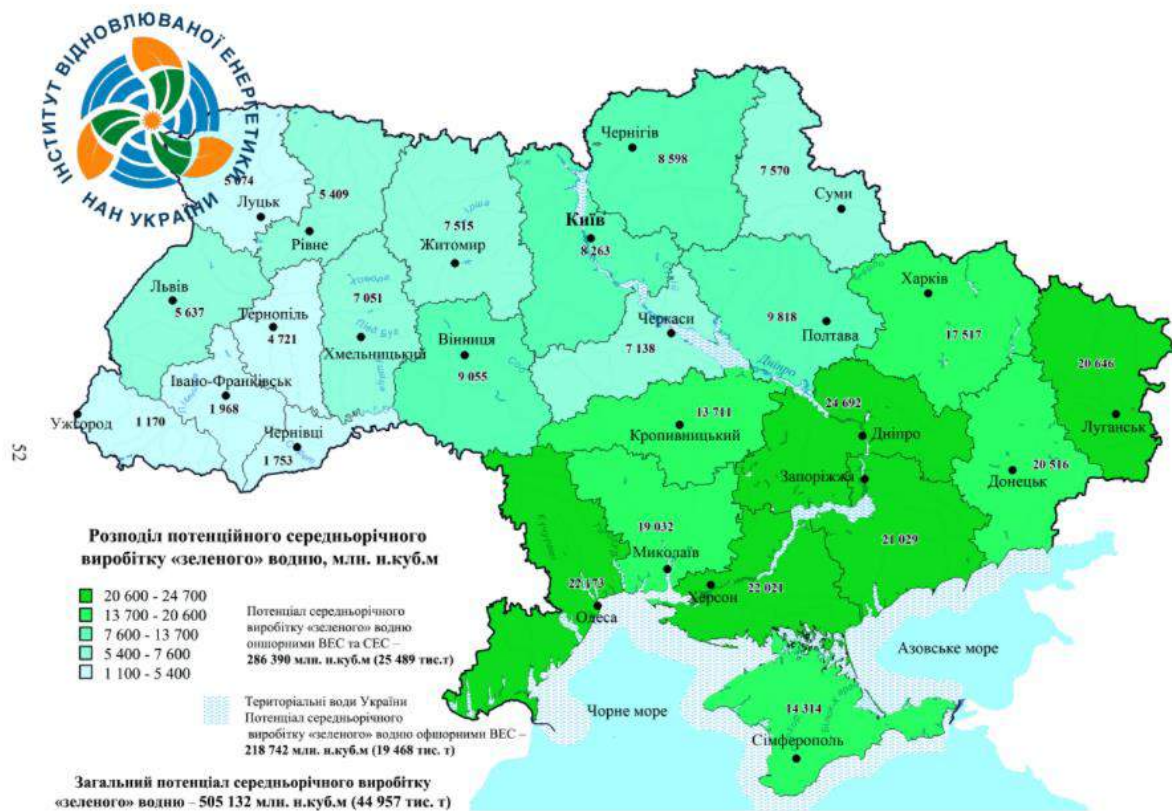 ІНСТИТУТ ВІДНОВЛЮВАНОЇ ЕНЕРГЕТИКИ
НАН УКРАЇНИ
Чернігів
8 598
7 570
Суми
5 074
Луцьк
5 409
Рівне
7 515
Житомир
Київ
8 263
Харків
17 517
Львів
5 637
Тернопіль
4 721
7 051
Хмельницький
Вінниця
9 055
Черкаси
7 138
9 818
Полтава
Дніпро
20 646
Луганськ
Івано-Франківськ
1 968
Ужгород
1 170
Чернівці
1 753
13 711
Кропивницький
24 692
Дніпро
Запоріжжя
20 516
Донецьк
52
19 032
Миколаїв
21 029
22 173
Одеса
Херсон
22 021
Азовське море
Чорне море
14 314
Сімферополь
Розподіл потенційного середньорічного
виробітку «зеленого» водню, млн. н.куб.м
20 600 - 24 700
13 700 - 20 600
7 600 - 13 700
5 400 - 7 600
1 100 - 5 400
Потенціал середньорічного
виробітку «зеленого» водню
оншорними ВЕС та СЕС –
286 390 млн. н.куб.м (25 489 тис.т)
Територіальні води України
Потенціал середньорічного
виробітку «зеленого» водню офшорними ВЕС –
218 742 млн. н.куб.м (19 468 тис. т)
Загальний потенціал середньорічного виробітку
«зеленого» водню – 505 132 млн. н.куб.м (44 957 тис. т)